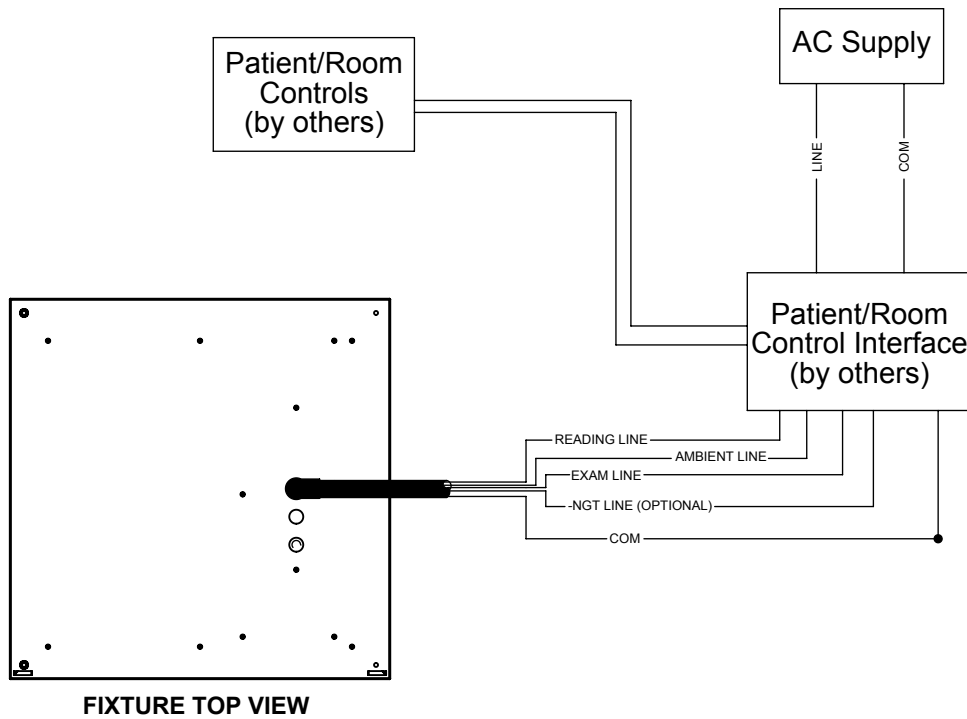 AC Supply
Patient/Room
Controls
(by others)
LINE
COM
Patient/Room
Control Interface
(by others)
READING LINE
AMBIENT LINE
EXAM LINE
-NGT LINE (OPTIONAL)
COM
FIXTURE TOP VIEW